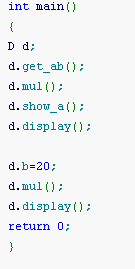 int main()
{
D d;
d.get_ab();
d.mul();
d.show_a();
d.display();
d.b=20;
d.mul();
d.display();
return 0;
}